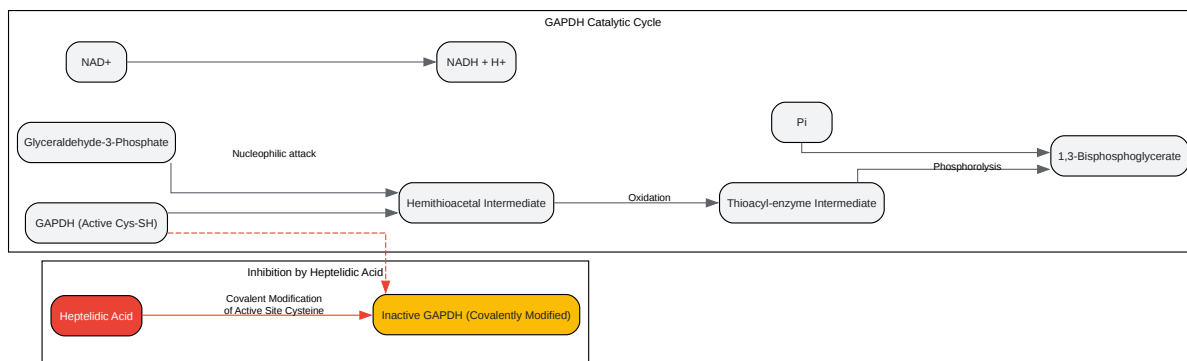 GAPDH Catalytic Cycle
NAD+
NADH + H+
Pi
Glyceraldehyde-3-Phosphate
Nucleophilic attack
1,3-Bisphosphoglycerate
Phosphorolysis
Hemithioacetal Intermediate
Oxidation
Thioacyl-enzyme Intermediate
GAPDH (Active Cys-SH)
Inhibition by Heptelidic Acid
Heptelidic Acid
Covalent Modification
of Active Site Cysteine
Inactive GAPDH (Covalently Modified)